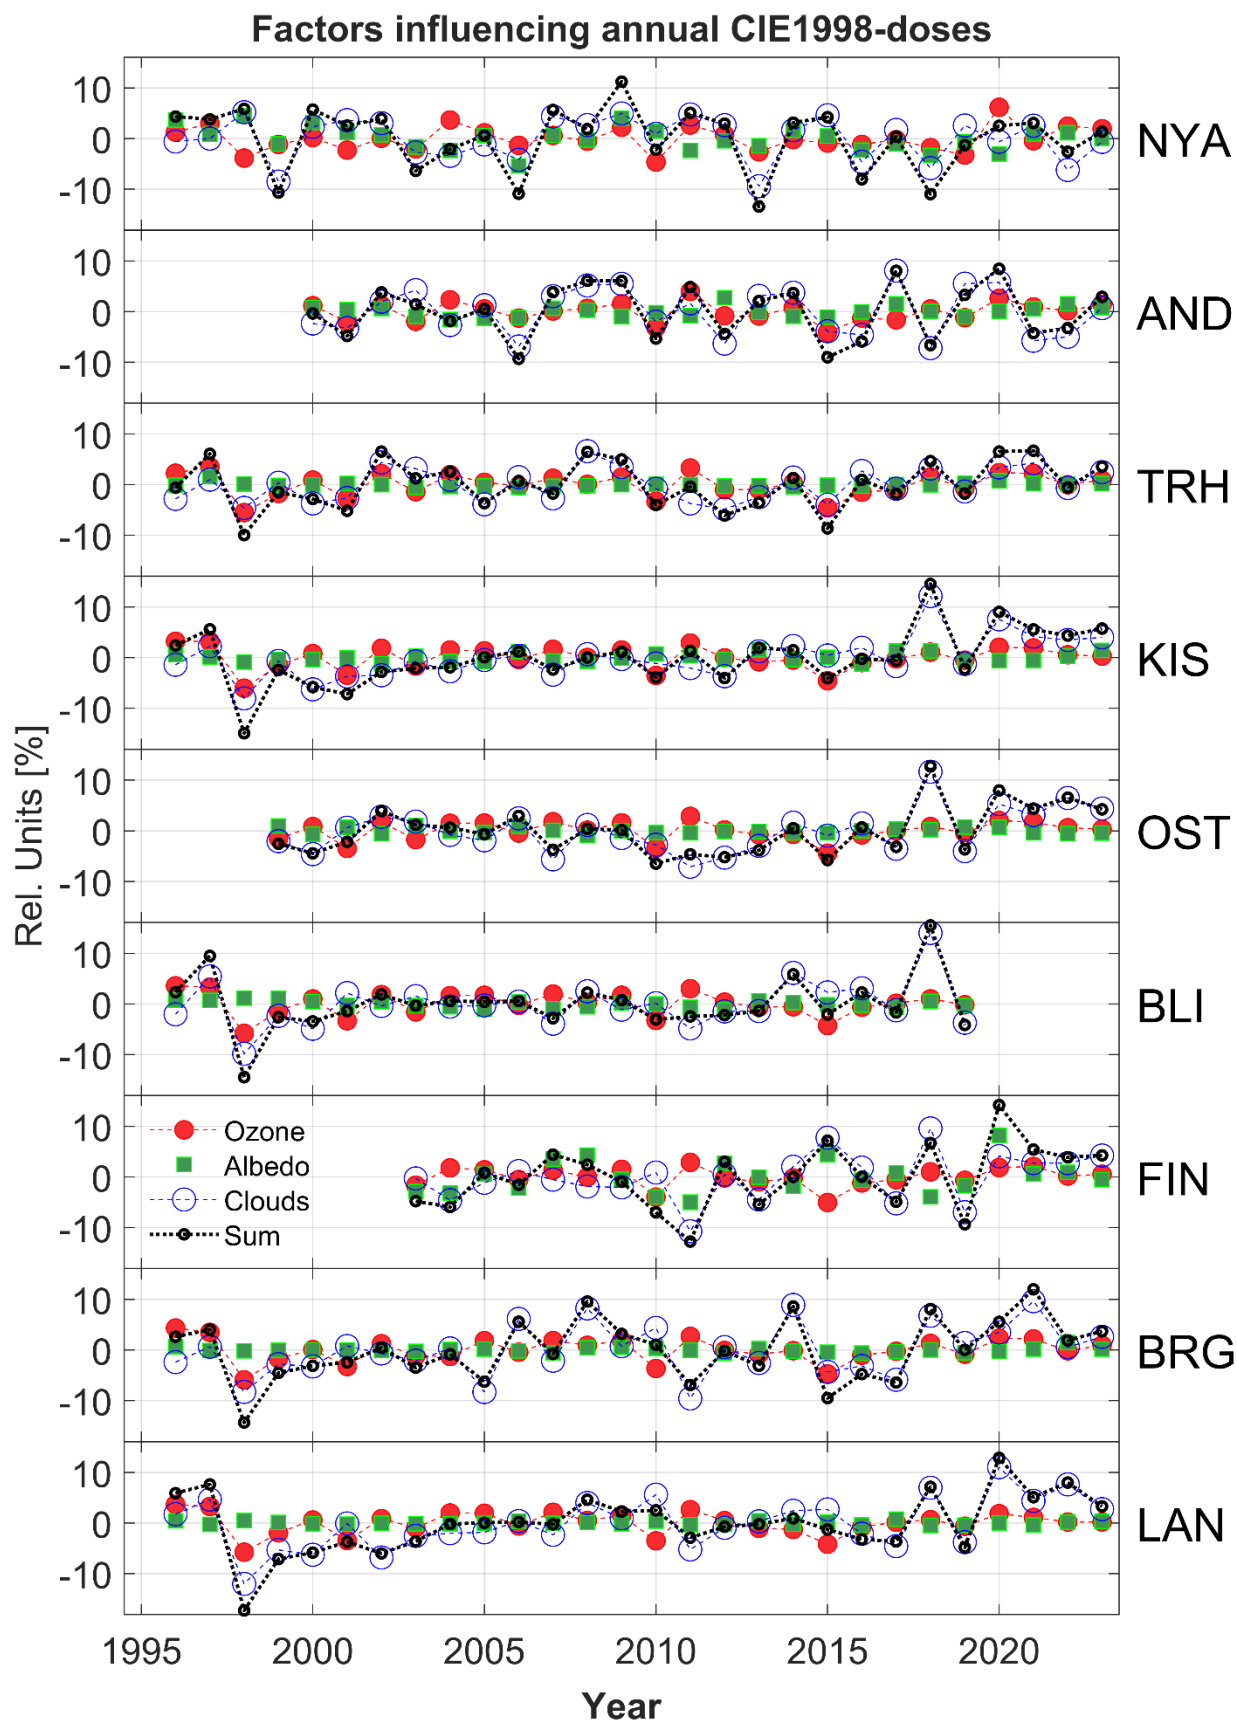 Factors influencing annual CIE1998-doses
10
0
-10
NYA
10
0
-10
AND
10
0
-10
TRH
10
0
-10
KIS
Rel. Units [%]
10
0
-10
OST
10
0
-10
BLI
10
0
-10
Ozone
Albedo
Clouds
Sum
FIN
10
0
-10
BRG
10
0
-10
LAN
1995 2000 2005 2010 2015 2020
Year